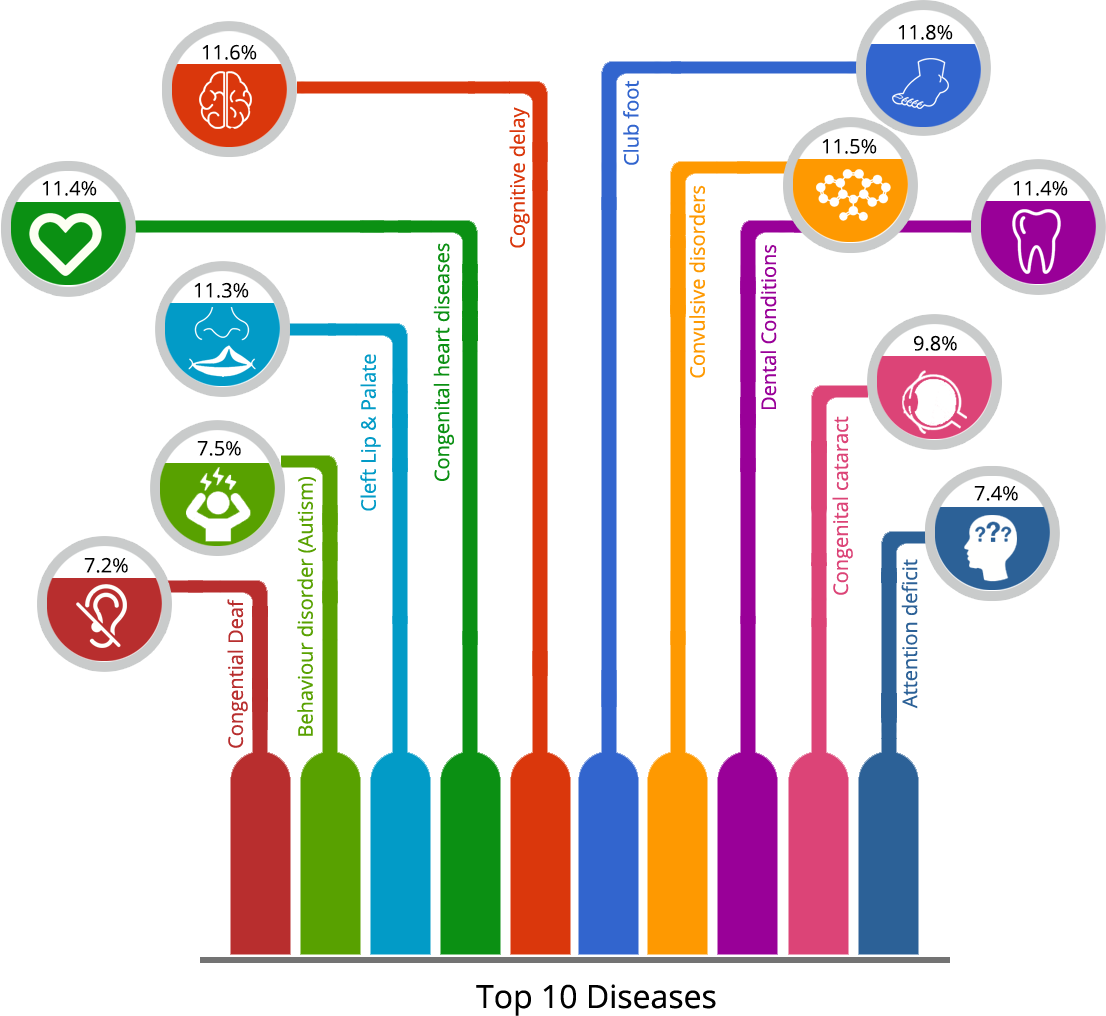 11.8%
11.6%
Club foot
Cognitive delay
11.5%
11.4%
11.4%
Convulsive disorders
Congenital heart diseases
Dental Conditions
11.3%
9.8%
Cleft Lip & Palate
Congenital cataract
7.5%
Behaviour disorder (Autism)
7.4%
???
Attention deficit
7.2%
Congential Deaf
Top 10 Diseases